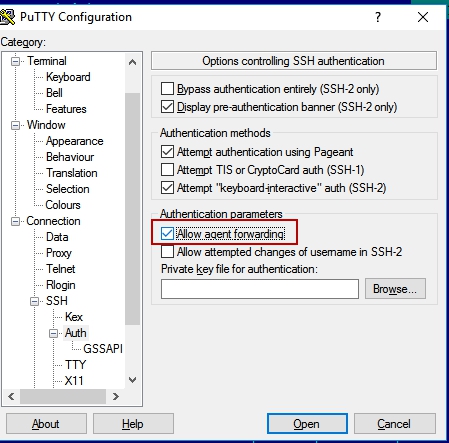 PuTTY Configuration
Category:
Terminal
Keyboard
Bell
Features
Window
Appearance
Behaviour
Translation
Selection
Colours
Connection
Data
Proxy
Telnet
Rlogin
SSH
Kex
Auth
GSSAPI
TTY
X11
Options controlling SSH authentication
Bypass authentication entirely (SSH-2 only)
Display pre-authentication banner (SSH-2 only)
Authentication methods
Attempt authentication using Pageant
Attempt TIS or CryptoCard auth (SSH-1)
Attempt "keyboard-interactive" auth (SSH-2)
Authentication parameters
Allow agent forwarding
Allow attempted changes of username in SSH-2
Private key file for authentication:
Browse...
About
Help
Open
Cancel